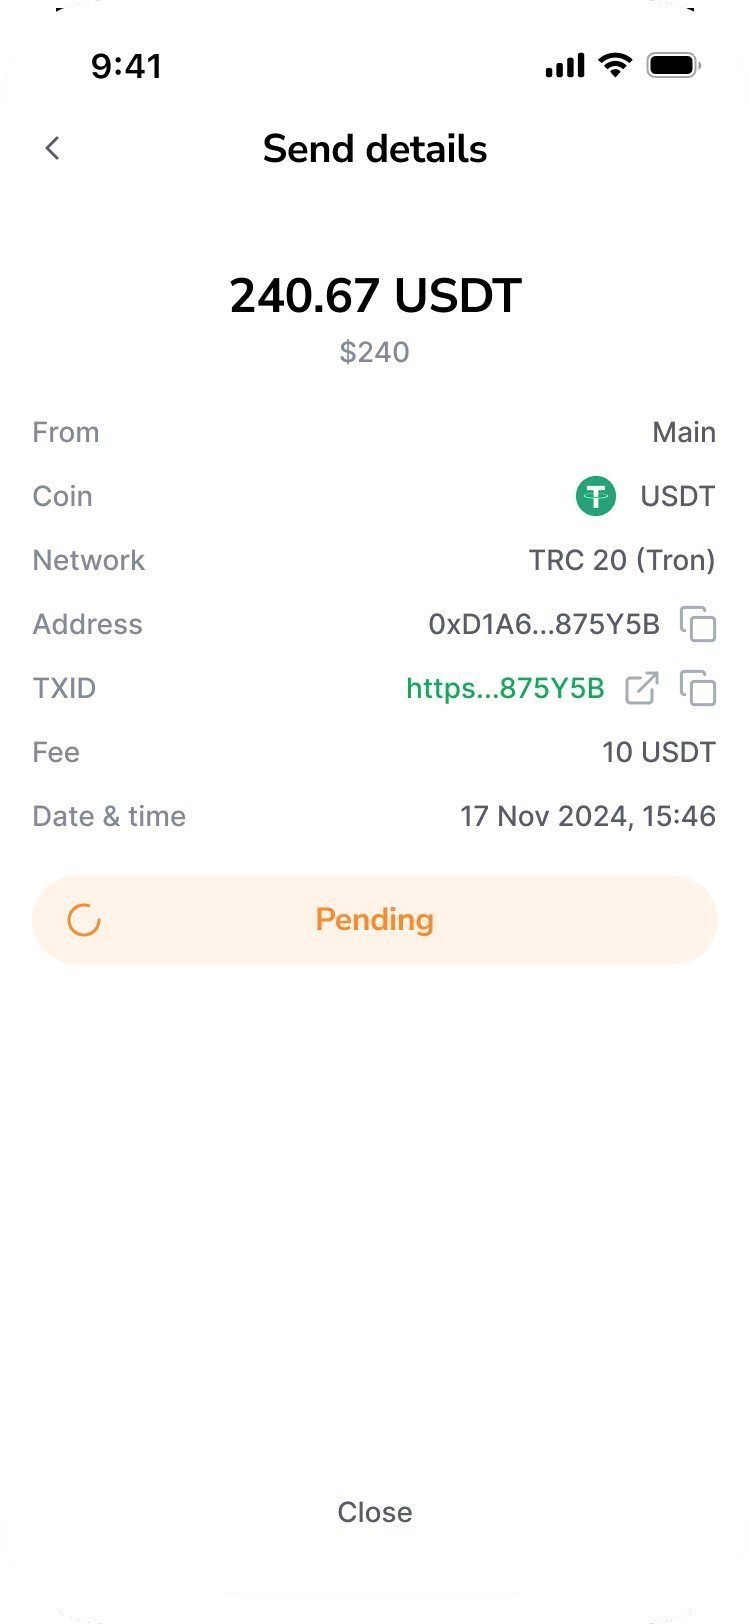 9:41
Send details
240.67 USDT
$240
From Main
Coin USDT
Network TRC 20 (Tron)
Address 0xD1A6...875Y5B
TXID https...875Y5B
Fee 10 USDT
Date & time 17 Nov 2024, 15:46
Pending
Close